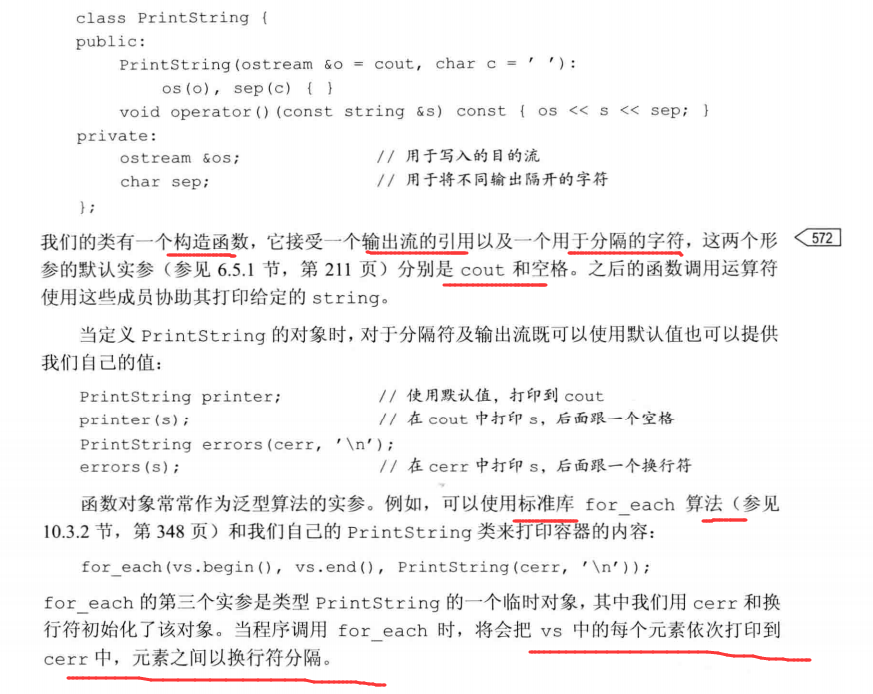 class PrintString {
public:
    PrintString(ostream &o = cout, char c = ' '):
        os(o), sep(c) { }
    void operator()(const string &s) const { os << s << sep; }
private:
    ostream &os;    // 用于写入的目的流
    char sep;    // 用于将不同输出隔开的字符
};
我们的类有一个构造函数，它接受一个输出流的引用以及一个用于分隔的字符，这两个形
572
参的默认实参（参见 6.5.1 节，第 211 页）分别是 cout 和空格。之后的函数调用运算符
使用这些成员协助其打印给定的 string。
当定义 PrintString 的对象时，对于分隔符及输出流既可以使用默认值也可以提供
我们自己的值：
PrintString printer;    // 使用默认值，打印到 cout
printer(s);    // 在 cout 中打印 s，后面跟一个空格
PrintString errors(cerr, '\n');
errors(s);    // 在 cerr 中打印 s，后面跟一个换行符
函数对象常常作为泛型算法的实参。例如，可以使用标准库 for_each 算法（参见
10.3.2 节，第 348 页）和我们自己的 PrintString 类来打印容器的内容：
for_each(vs.begin(), vs.end(), PrintString(cerr, '\n'));
for_each 的第三个实参是类型 PrintString 的一个临时对象，其中我们用 cerr 和换
行符初始化了该对象。当程序调用 for_each 时，将会把 vs 中的每个元素依次打印到
cerr 中，元素之间以换行符分隔。